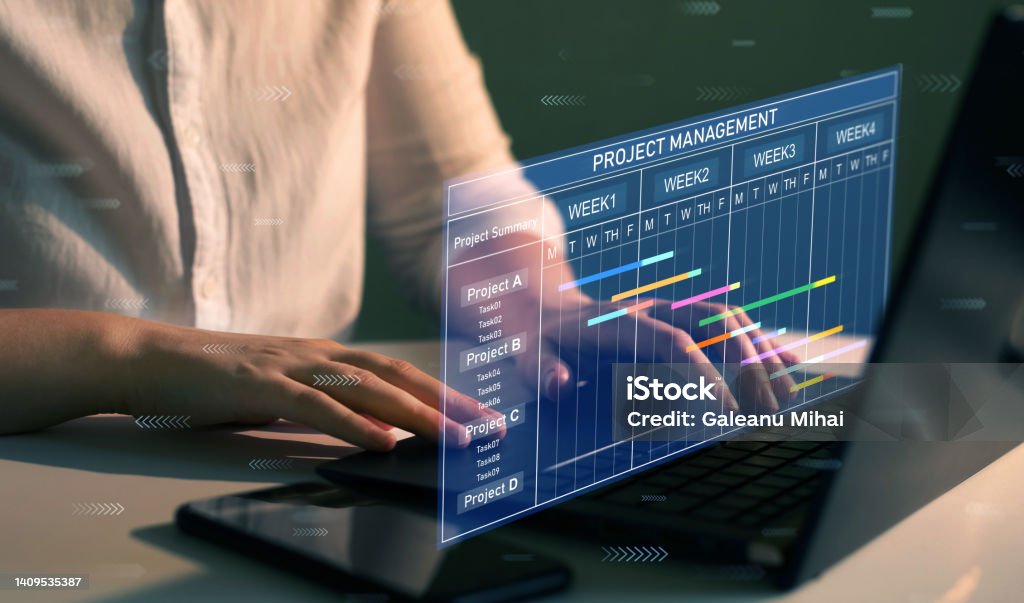 PROJECT MANAGEMENT
Project Summary
WEEK1 WEEK2 WEEK3 WEEK4
M T W TH F M T W TH F M T W TH F M T W TH F
Project A
Task01
Task02
Task03
Project B
Task04
Task05
Task06
Project C
Task07
Task08
Task09
Project D
iStock™
Credit: Galeanu Mihai
1409535387